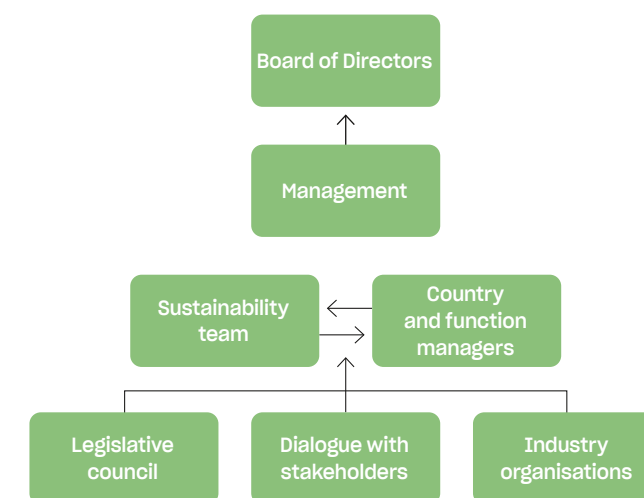 Board of Directors
Management
Sustainability
team
Country
and function
managers
Legislative
council
Dialogue with
stakeholders
Industry
organisations